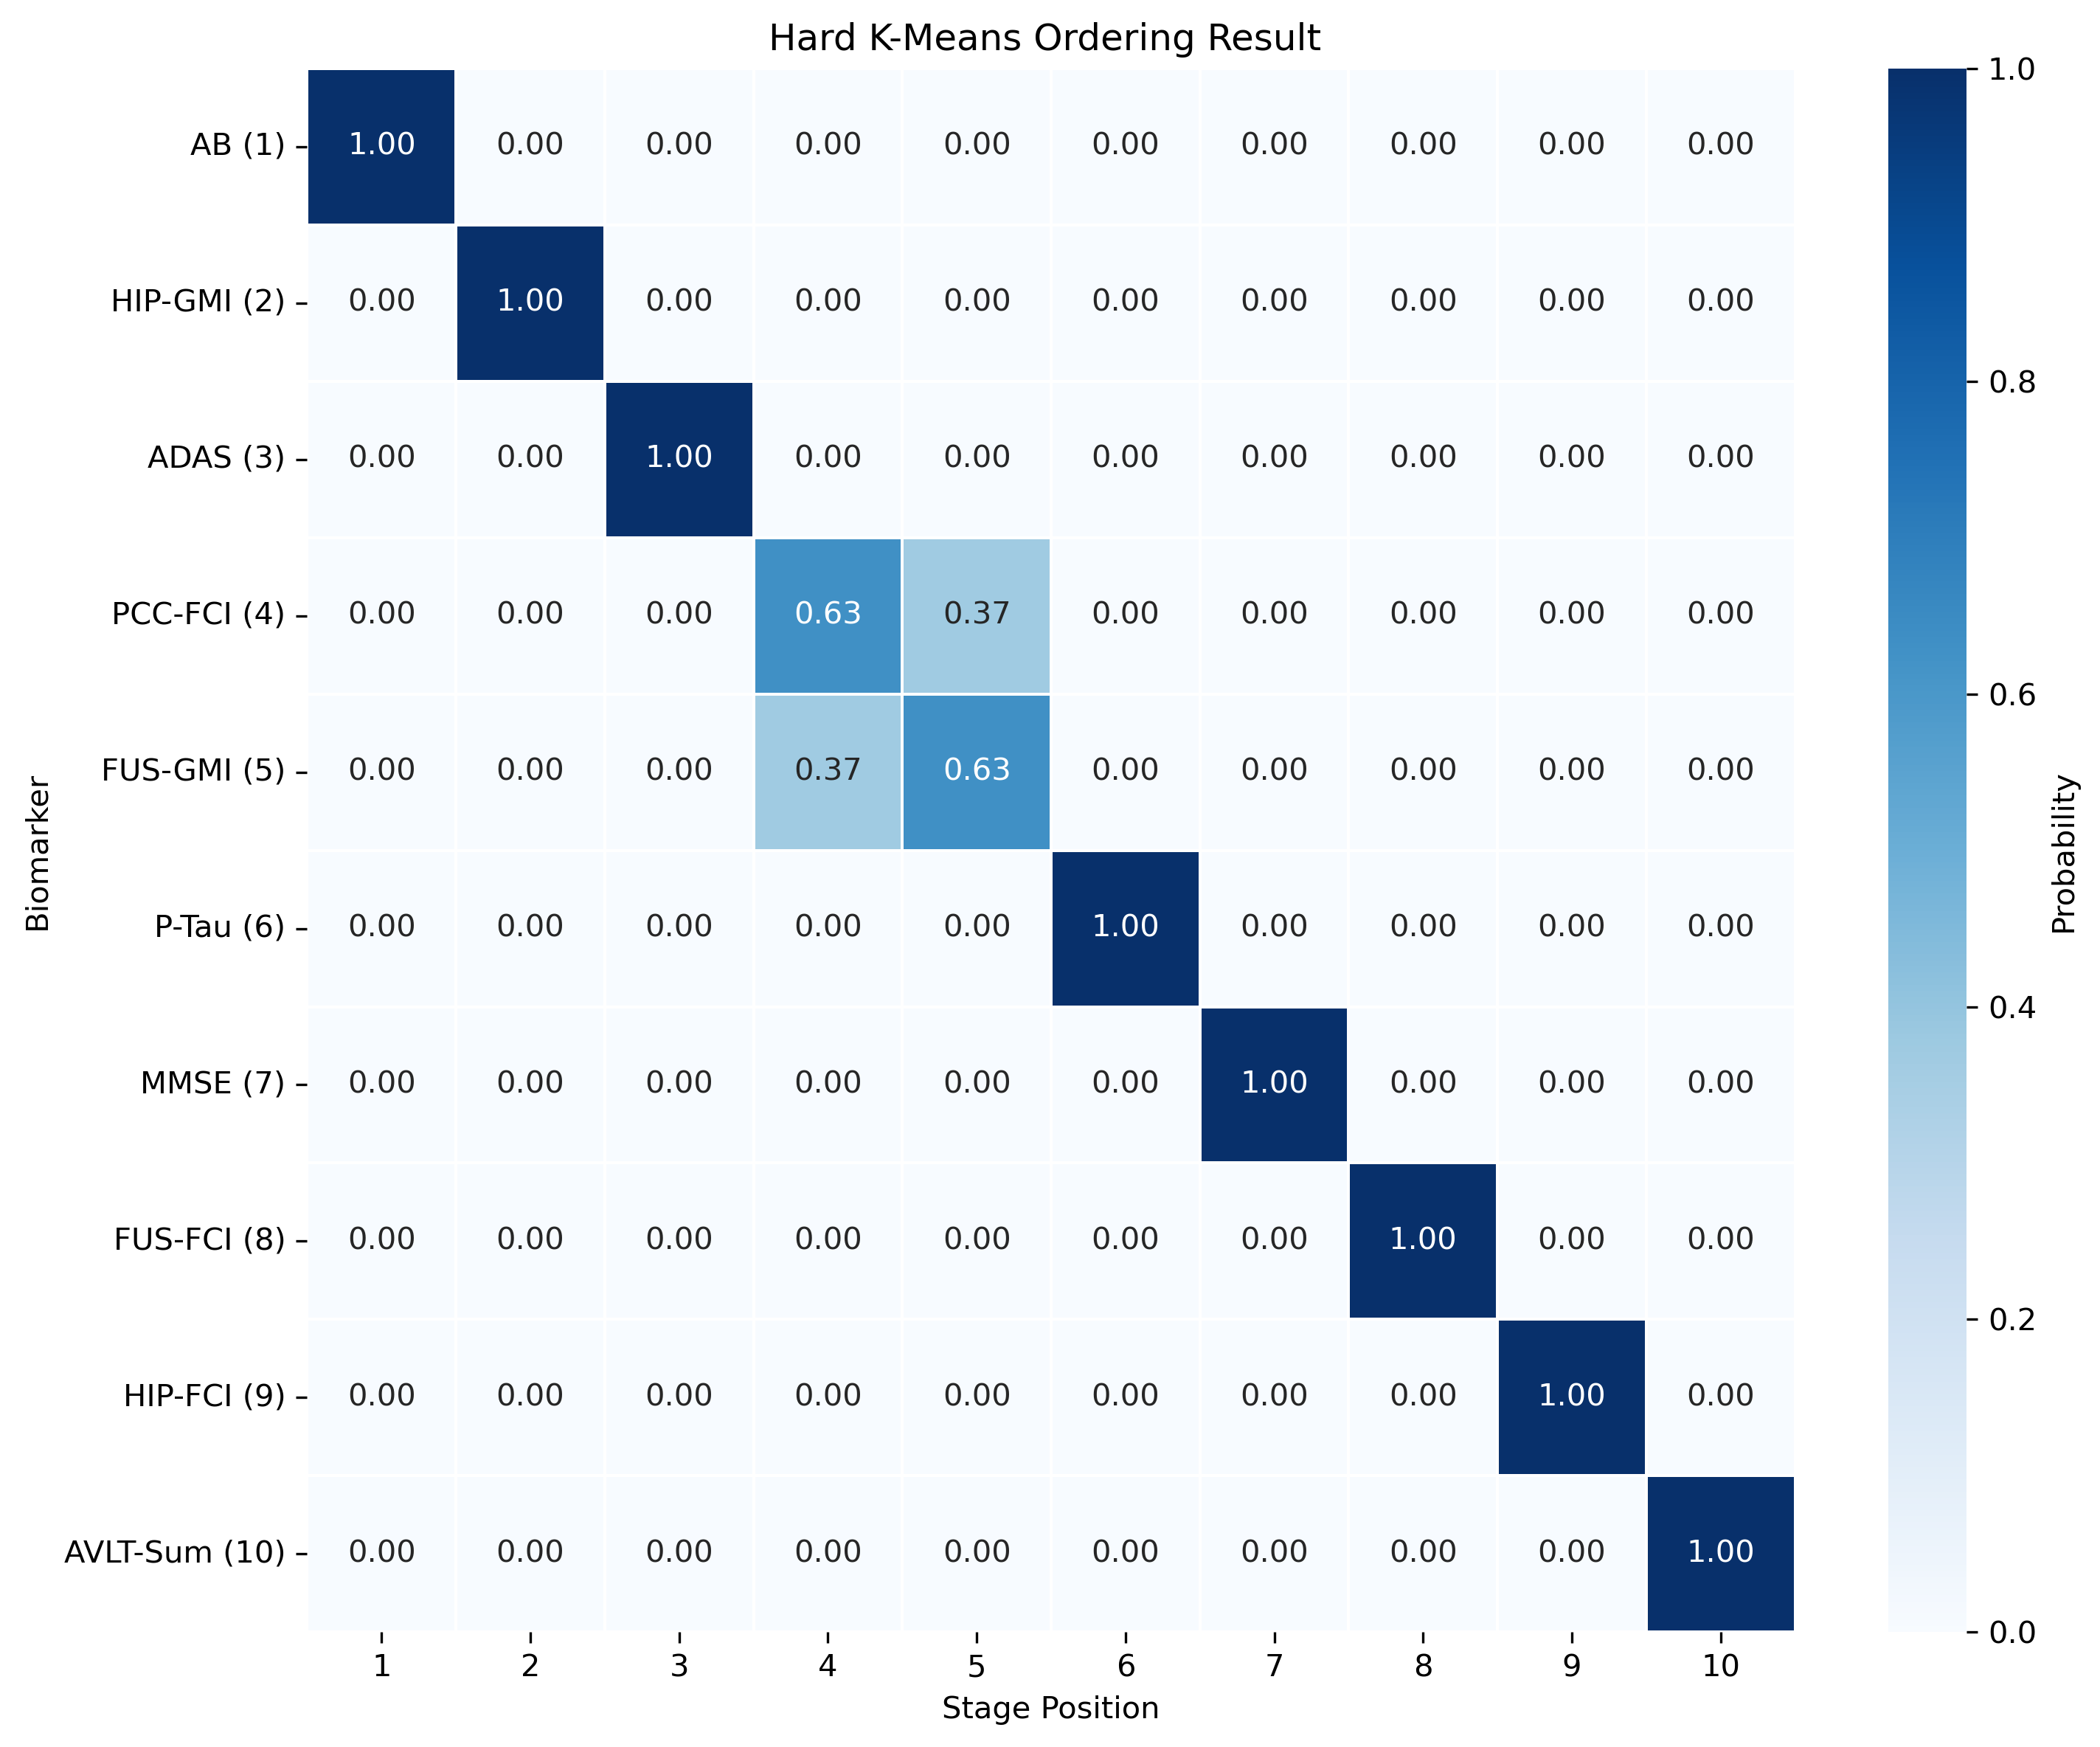 Hard K-Means Ordering Result
Biomarker
AB (1) 1.00 0.00 0.00 0.00 0.00 0.00 0.00 0.00 0.00 0.00
HIP-GMI (2) 0.00 1.00 0.00 0.00 0.00 0.00 0.00 0.00 0.00 0.00
ADAS (3) 0.00 0.00 1.00 0.00 0.00 0.00 0.00 0.00 0.00 0.00
PCC-FCI (4) 0.00 0.00 0.00 0.63 0.37 0.00 0.00 0.00 0.00 0.00
FUS-GMI (5) 0.00 0.00 0.00 0.37 0.63 0.00 0.00 0.00 0.00 0.00
P-Tau (6) 0.00 0.00 0.00 0.00 0.00 1.00 0.00 0.00 0.00 0.00
MMSE (7) 0.00 0.00 0.00 0.00 0.00 0.00 1.00 0.00 0.00 0.00
FUS-FCI (8) 0.00 0.00 0.00 0.00 0.00 0.00 0.00 1.00 0.00 0.00
HIP-FCI (9) 0.00 0.00 0.00 0.00 0.00 0.00 0.00 0.00 1.00 0.00
AVLT-Sum (10) 0.00 0.00 0.00 0.00 0.00 0.00 0.00 0.00 0.00 1.00
1 2 3 4 5 6 7 8 9 10
Stage Position
1.0
0.8
0.6
0.4
0.2
0.0
Probability